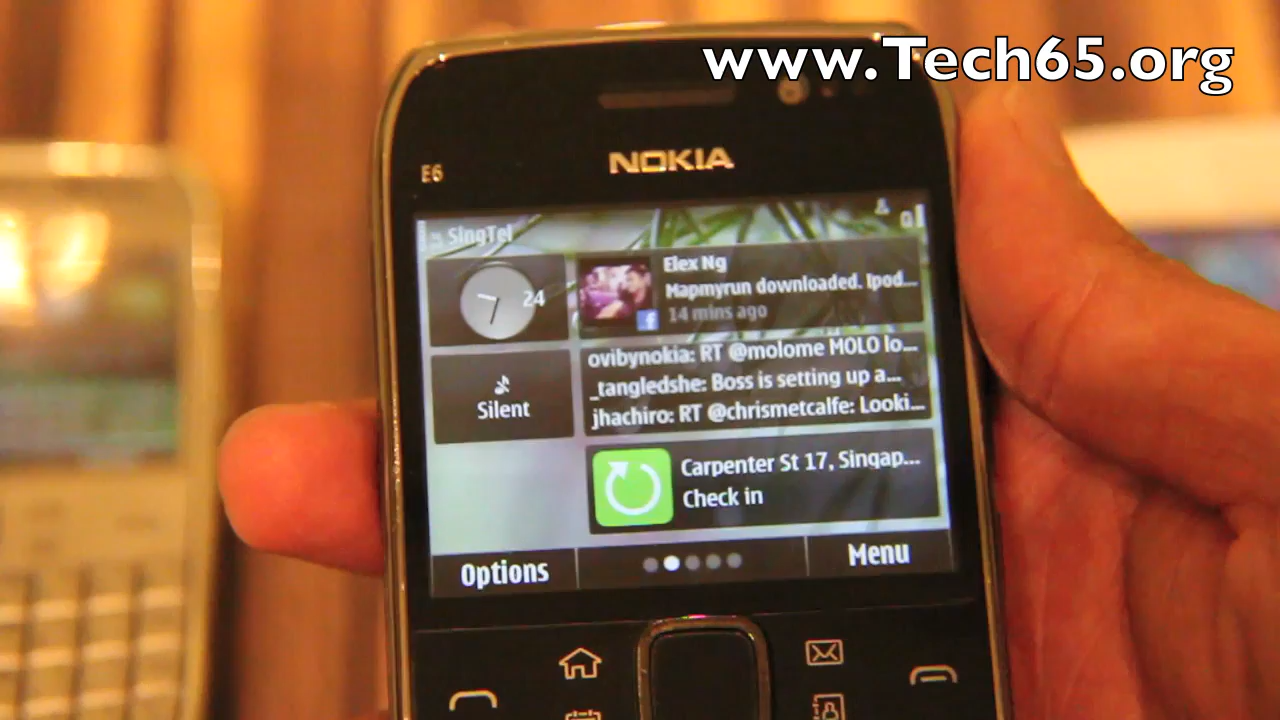 www.Tech65.org
E6
NOKIA
SingTel
24
Elex Ng
Mapmyrun downloaded. Ipod...
14 mins ago
ovibynokia: RT @molome MOLO lo...
_tangledshe: Boss is setting up a...
jhachiro: RT @chrismetcalfe: Looki...
Silent
Carpenter St 17, Singap...
Check in
Options
Menu